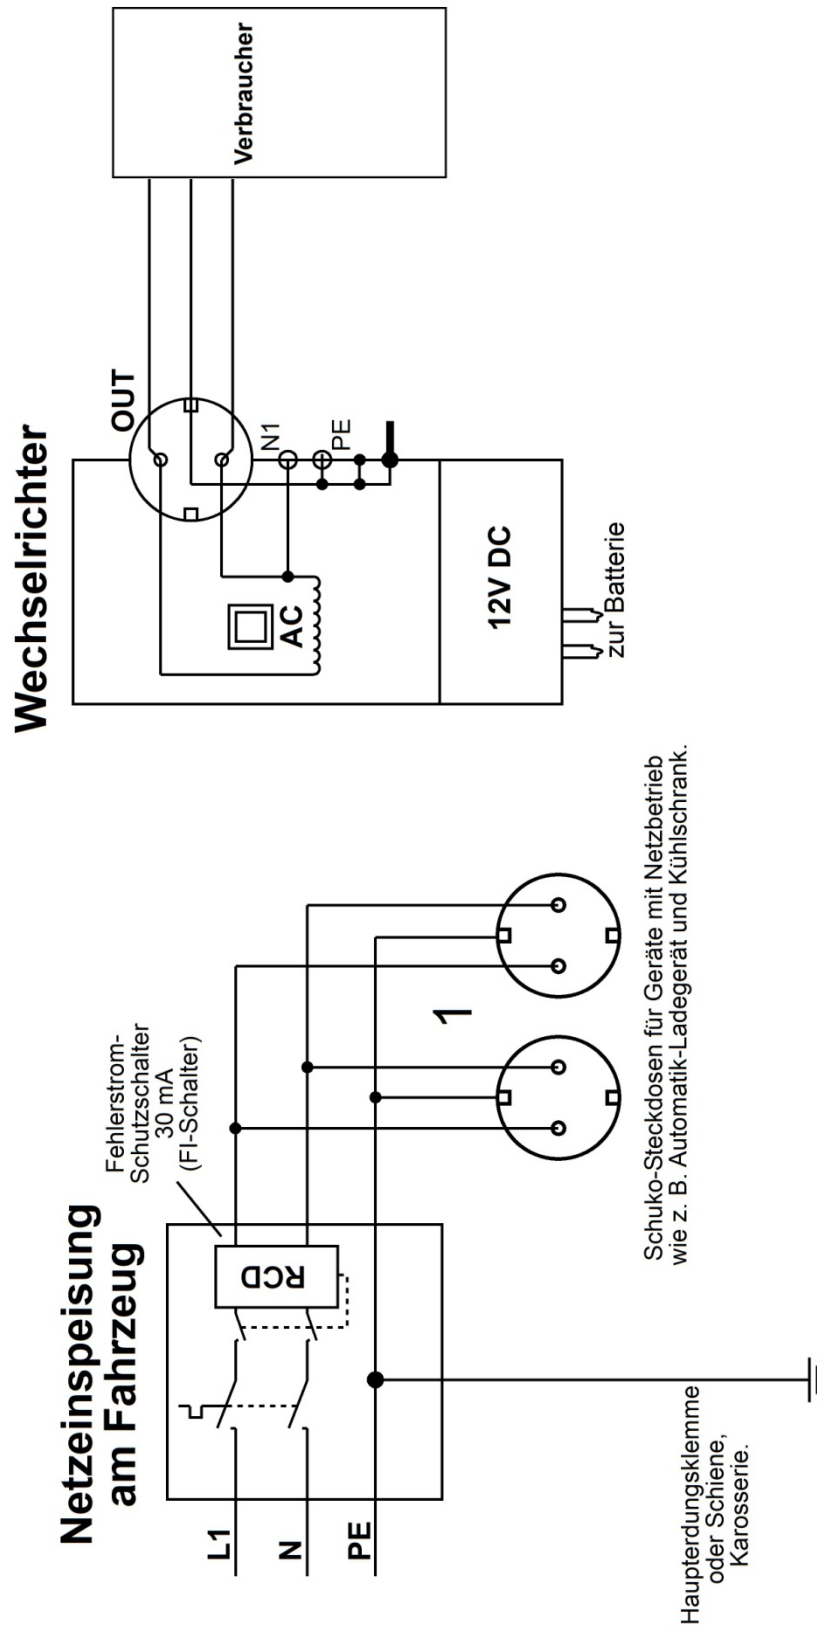 Netzeinspeisung
am Fahrzeug
L1
N
PE
RCD
Fehlerstrom-
Schutzschalter
30 mA
(FI-Schalter)
1
Schuko-Steckdosen für Geräte mit Netzbetrieb
wie z. B. Automatik-Ladegerät und Kühlschrank.
Haupterdungsklemme
oder Schiene,
Karosserie.
Wechselrichter
OUT
N1
PE
AC
12V DC
zur Batterie
Verbraucher